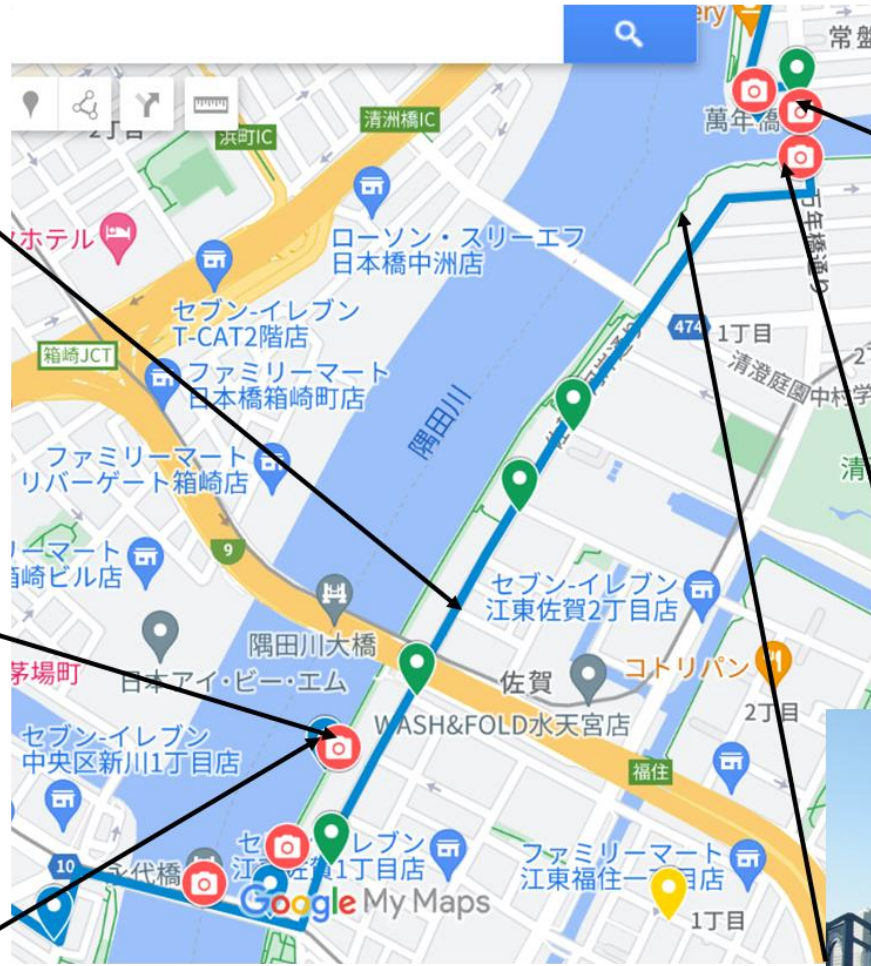 ery
常盤
2丁目
浜町IC
清洲橋IC
萬年橋
万年橋通り
ツホテル
ローソン・スリーエフ
日本橋中洲店
セブン-イレブン
T-CAT2階店
474
1丁目
箱崎JCT
ファミリーマート
日本橋箱崎町店
清澄庭園
中村学
隅田川
ファミリーマート
リバーゲート箱崎店
清
9
リーマート
箱崎ビル店
セブン-イレブン
江東佐賀2丁目店
隅田川大橋
茅場町
日本アイ・ビー・エム
佐賀
コトリパン
WASH&FOLD水天宮店
2丁目
セブン-イレブン
中央区新川1丁目店
福住
10
永代橋
レブン
佐賀1丁目店
ファミリーマート
江東福住一
目店
Google My Maps
1丁目